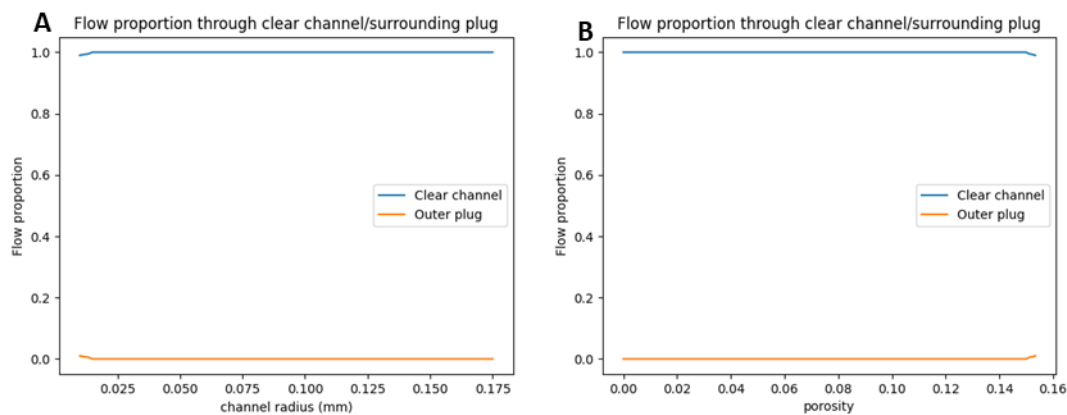 A
Flow proportion through clear channel/surrounding plug
1.0
0.8
0.6
0.4
0.2
0.0
Flow proportion
Clear channel
Outer plug
0.025
0.050
0.075
0.100
0.125
0.150
0.175
channel radius (mm)
B
Flow proportion through clear channel/surrounding plug
1.0
0.8
0.6
0.4
0.2
0.0
Flow proportion
Clear channel
Outer plug
0.00
0.02
0.04
0.06
0.08
0.10
0.12
0.14
0.16
porosity